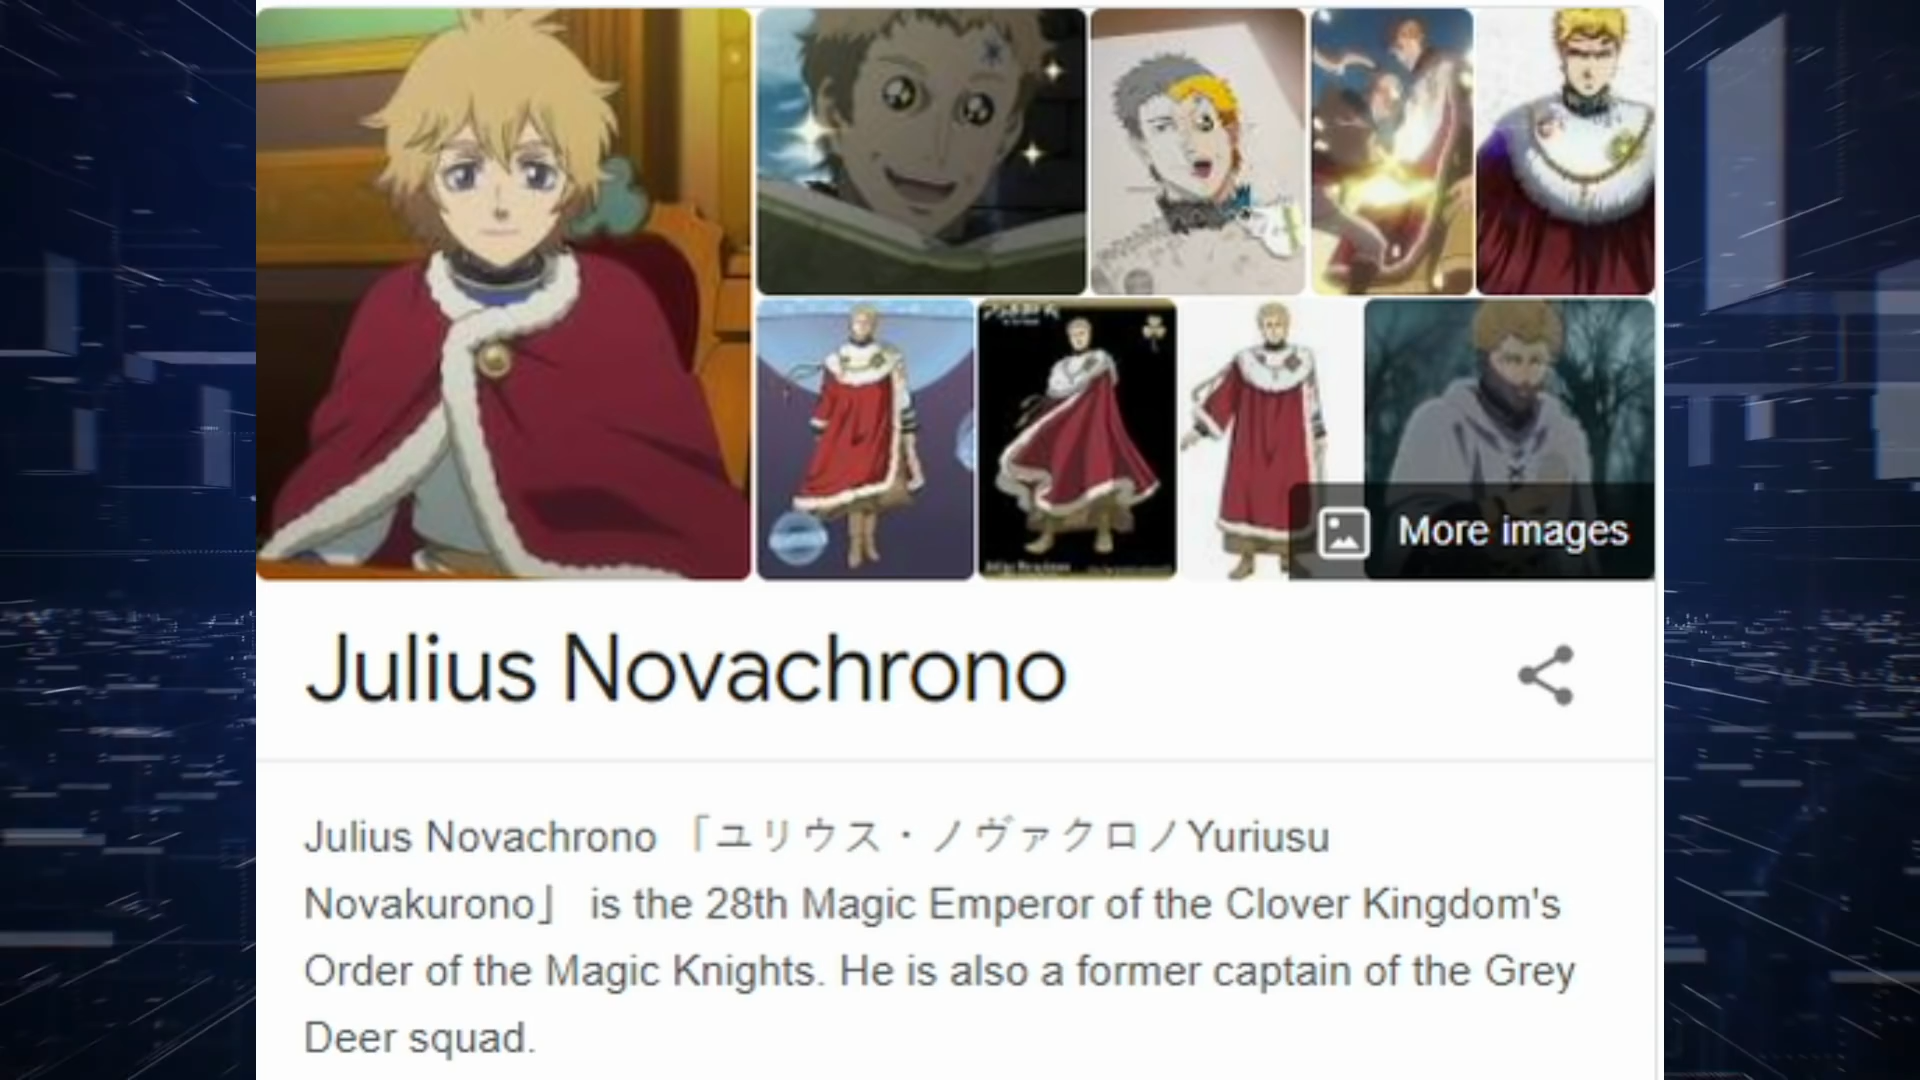 More images
Julius Novachrono
Julius Novachrono 「ユリウス・ノヴァクロノYuriusu
Novakurono」 is the 28th Magic Emperor of the Clover Kingdom's
Order of the Magic Knights. He is also a former captain of the Grey
Deer squad.